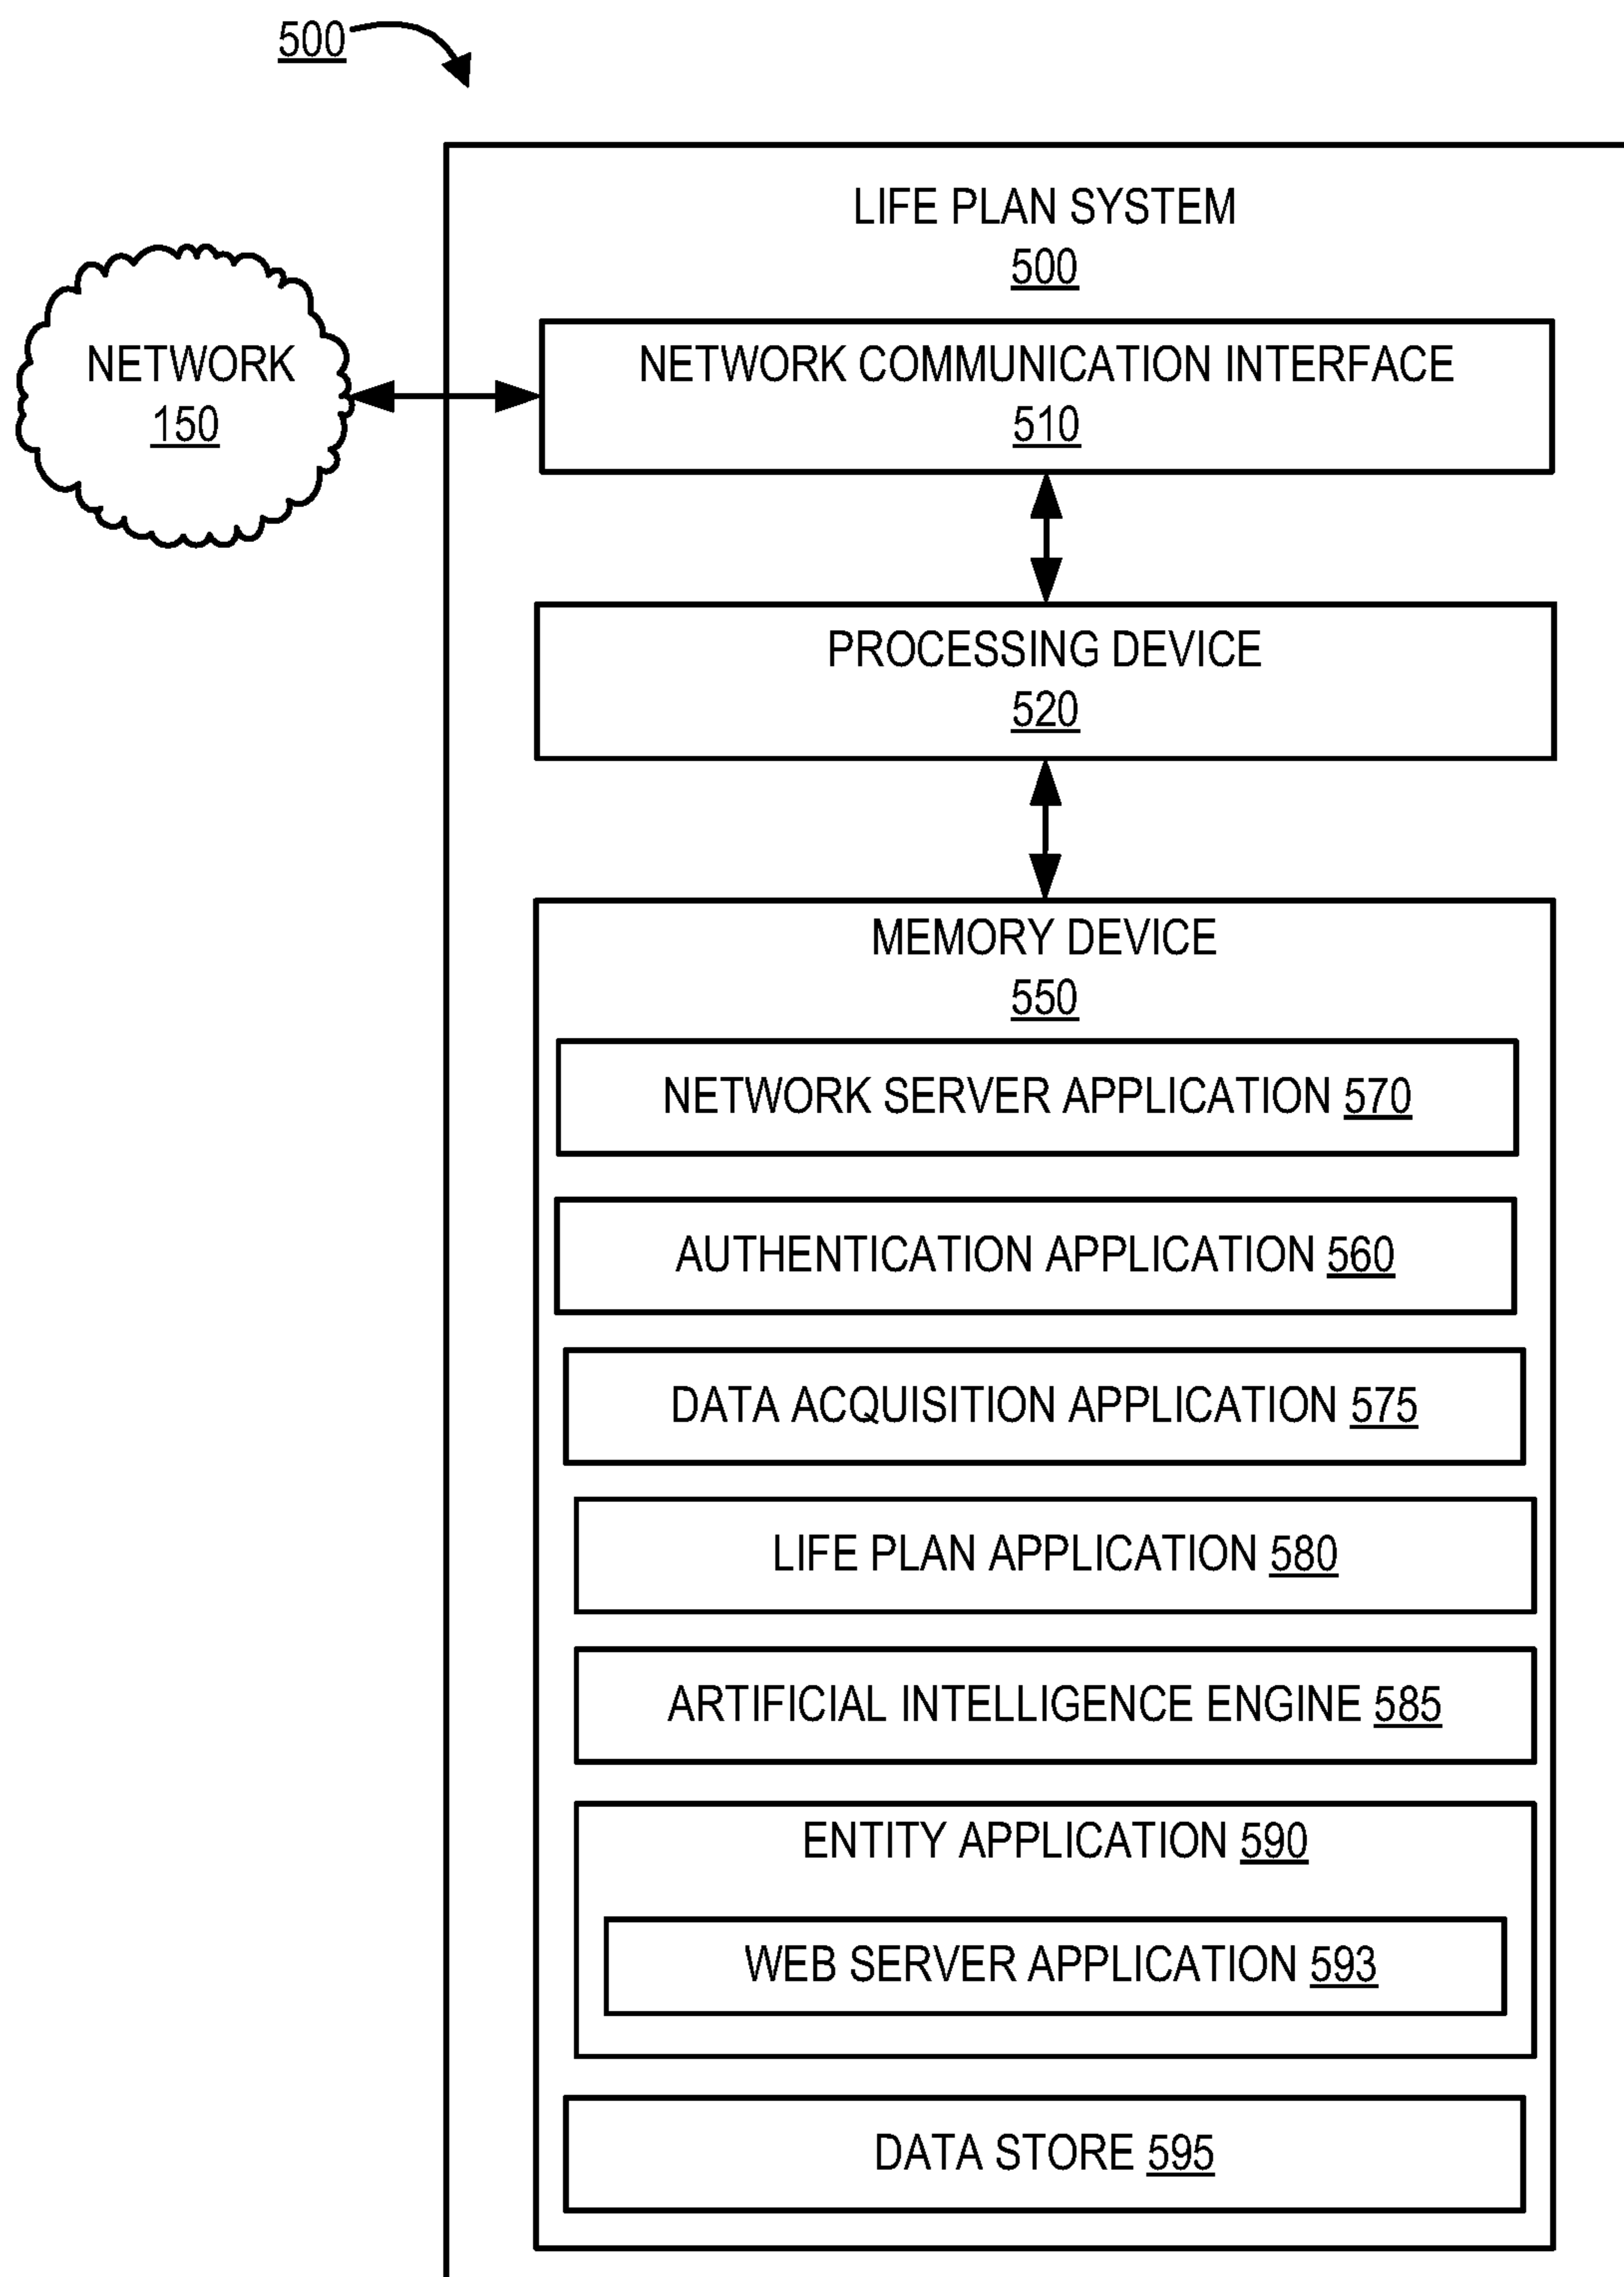 500
LIFE PLAN SYSTEM
500
NETWORK
150
NETWORK COMMUNICATION INTERFACE
510
PROCESSING DEVICE
520
MEMORY DEVICE
550
NETWORK SERVER APPLICATION 570
AUTHENTICATION APPLICATION 560
DATA ACQUISITION APPLICATION 575
LIFE PLAN APPLICATION 580
ARTIFICIAL INTELLIGENCE ENGINE 585
ENTITY APPLICATION 590
WEB SERVER APPLICATION 593
DATA STORE 595